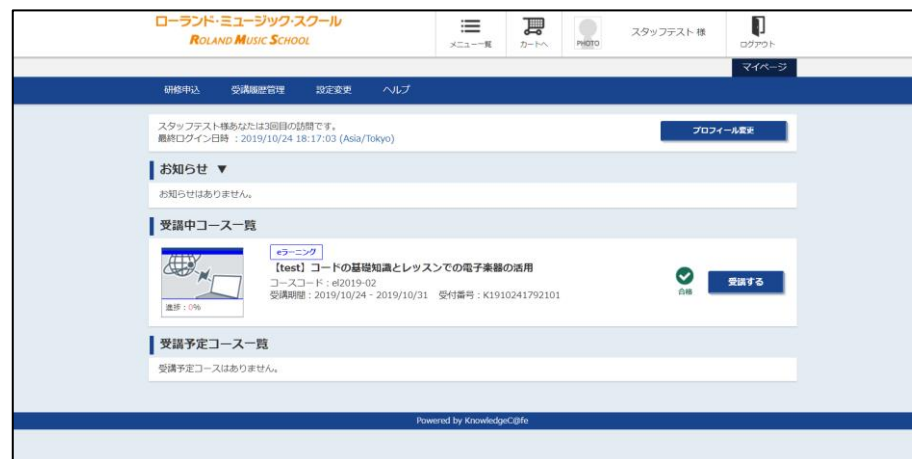 ローランド・ミュージック・スクール
ROLAND MUSIC SCHOOL
メニュー一覧
カートへ
PHOTO
スタッフテスト 様
ログアウト
マイページ
研修申込 受講履歴管理 設定変更 ヘルプ
スタッフテスト様あなたは3回目の訪問です。
最終ログイン日時 : 2019/10/24 18:17:03 (Asia/Tokyo)
プロフィール変更
お知らせ ▼
お知らせはありません。
受講中コース一覧
eラーニング
【test】コードの基礎知識とレッスンでの電子楽器の活用
コースコード : el2019-02
受講期間 : 2019/10/24 - 2019/10/31 受付番号 : K1910241792101
進捗 : 0%
合格
受講する
受講予定コース一覧
受講予定コースはありません。
Powered by KnowledgeC@fe